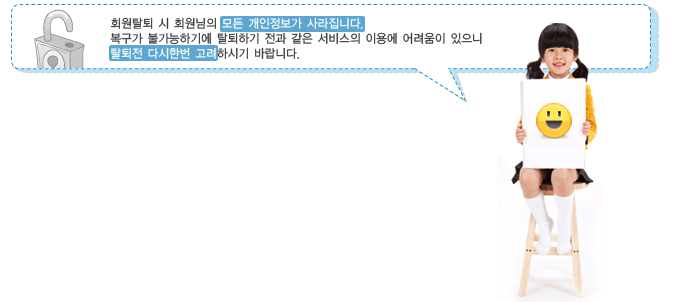 회원탈퇴 시 회원님의 모든 개인정보가 사라집니다.
복구가 불가능하기에 탈퇴하기 전과 같은 서비스의 이용에 어려움이 있으니
탈퇴전 다시한번 고려하시기 바랍니다.